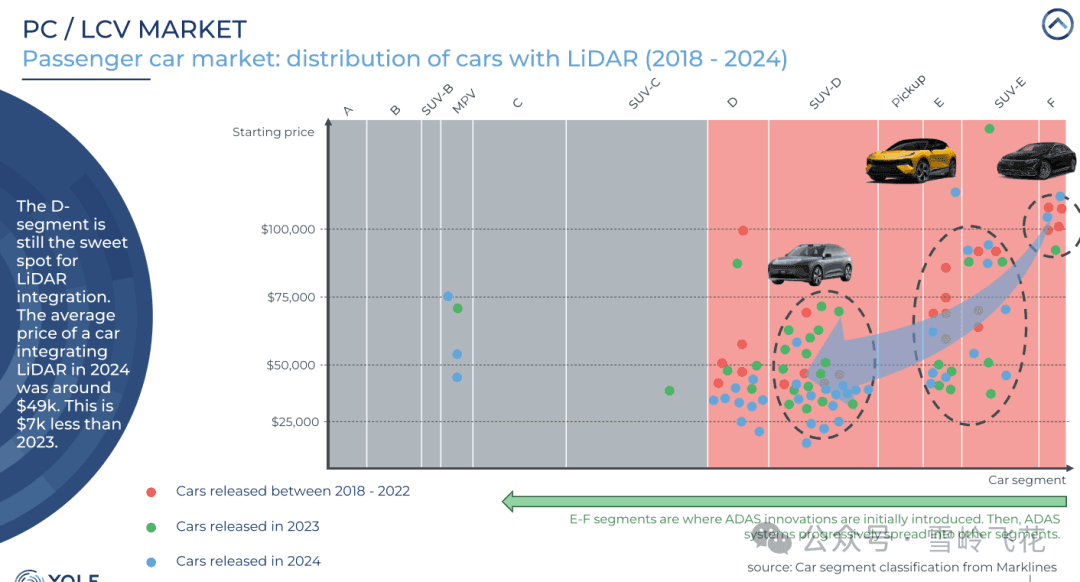 PC / LCV MARKET
Passenger car market: distribution of cars with LiDAR (2018 - 2024)
A
B
SUV-B
MPV
C
SUV-C
D
SUV-D
Pickup
E
SUV-E
F
Starting price
$100,000
$75,000
$50,000
$25,000
The D-
segment is
still the sweet
spot for
LiDAR
integration.
The average
price of a car
integrating
LiDAR in 2024
was around
$49k. This is
$7k less than
2023.
Car segment
Cars released between 2018 - 2022
Cars released in 2023
Cars released in 2024
E-F segments are where ADAS innovations are initially introduced. Then, ADAS
systems progressively spread into other segments.
公众号 · 雪岭飞花
source: Car segment classification from Marklines
YOLE